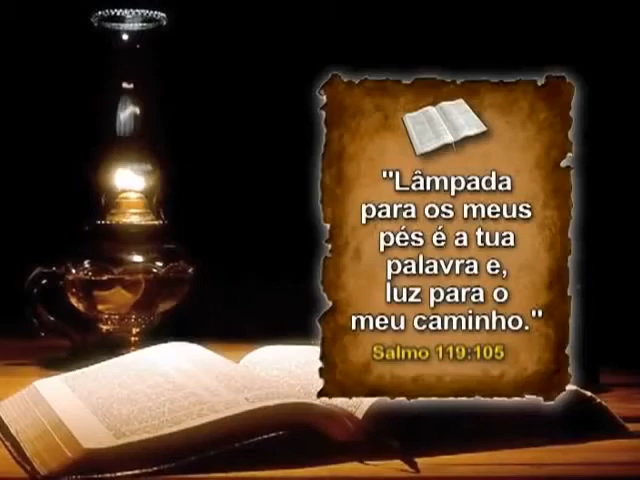 "Lâmpada
para os meus
pés é a tua
palavra e,
luz para o
meu caminho."
Salmo 119:105